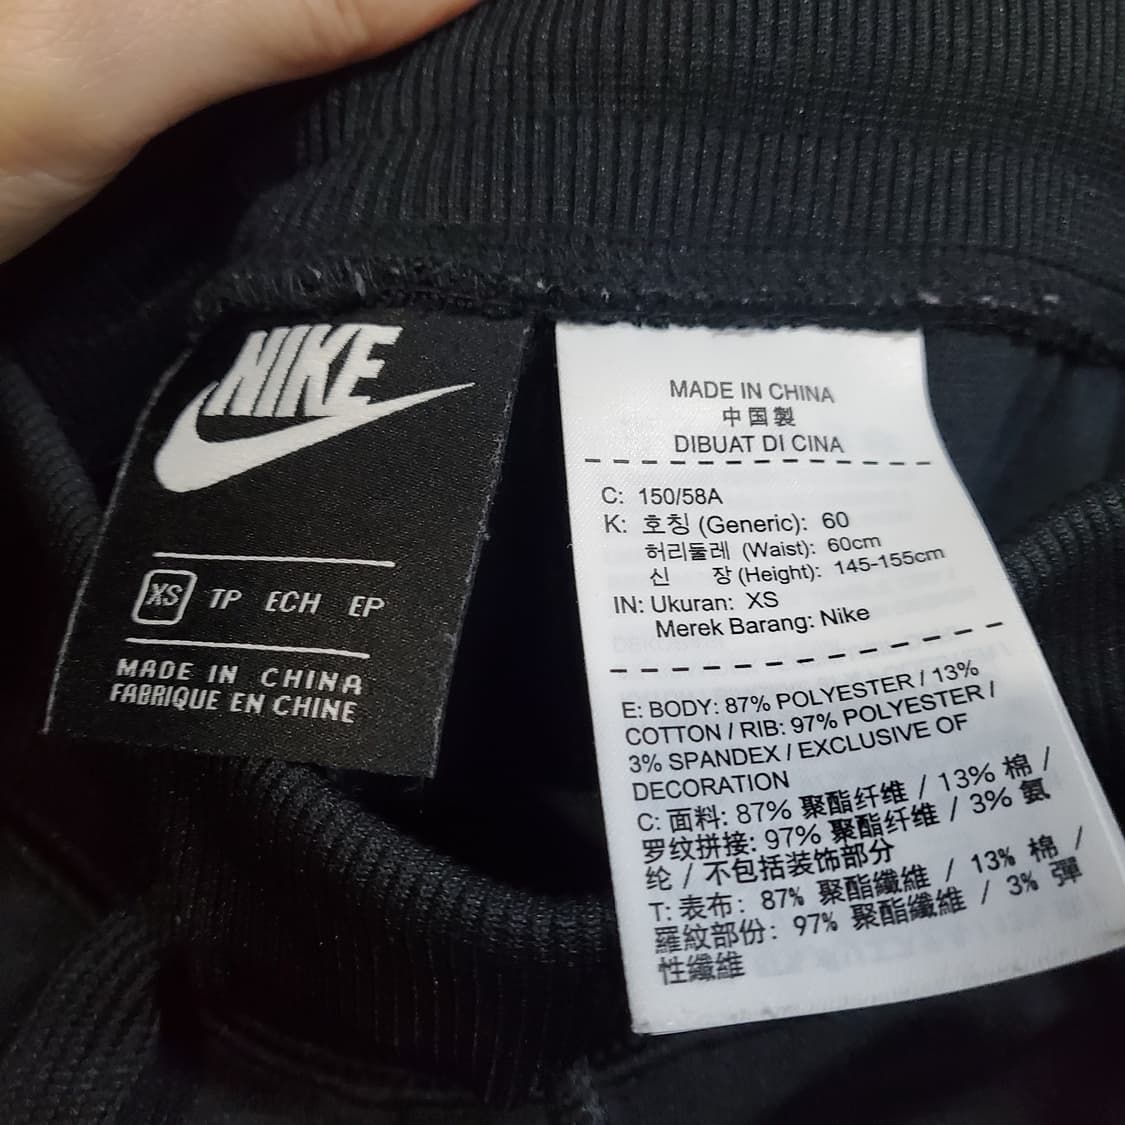 NIKE
XS TP ECH EP
MADE IN CHINA
FABRIQUE EN CHINE
MADE IN CHINA
中国製
DIBUAT DI CINA
C: 150/58A
K: 호칭 (Generic): 60
허리둘레 (Waist): 60cm
신 장 (Height): 145-155cm
IN: Ukuran: XS
Merek Barang: Nike
E: BODY: 87% POLYESTER / 13%
COTTON / RIB: 97% POLYESTER /
3% SPANDEX / EXCLUSIVE OF
DECORATION
C: 面料: 87% 聚酯纤维 / 13% 棉 /
罗纹拼接: 97% 聚酯纤维 / 3% 氨
纶 / 不包括装饰部分
T: 表布: 87% 聚酯纖維 / 13% 棉 /
羅紋部份: 97% 聚酯纖維 / 3% 彈
性纖維